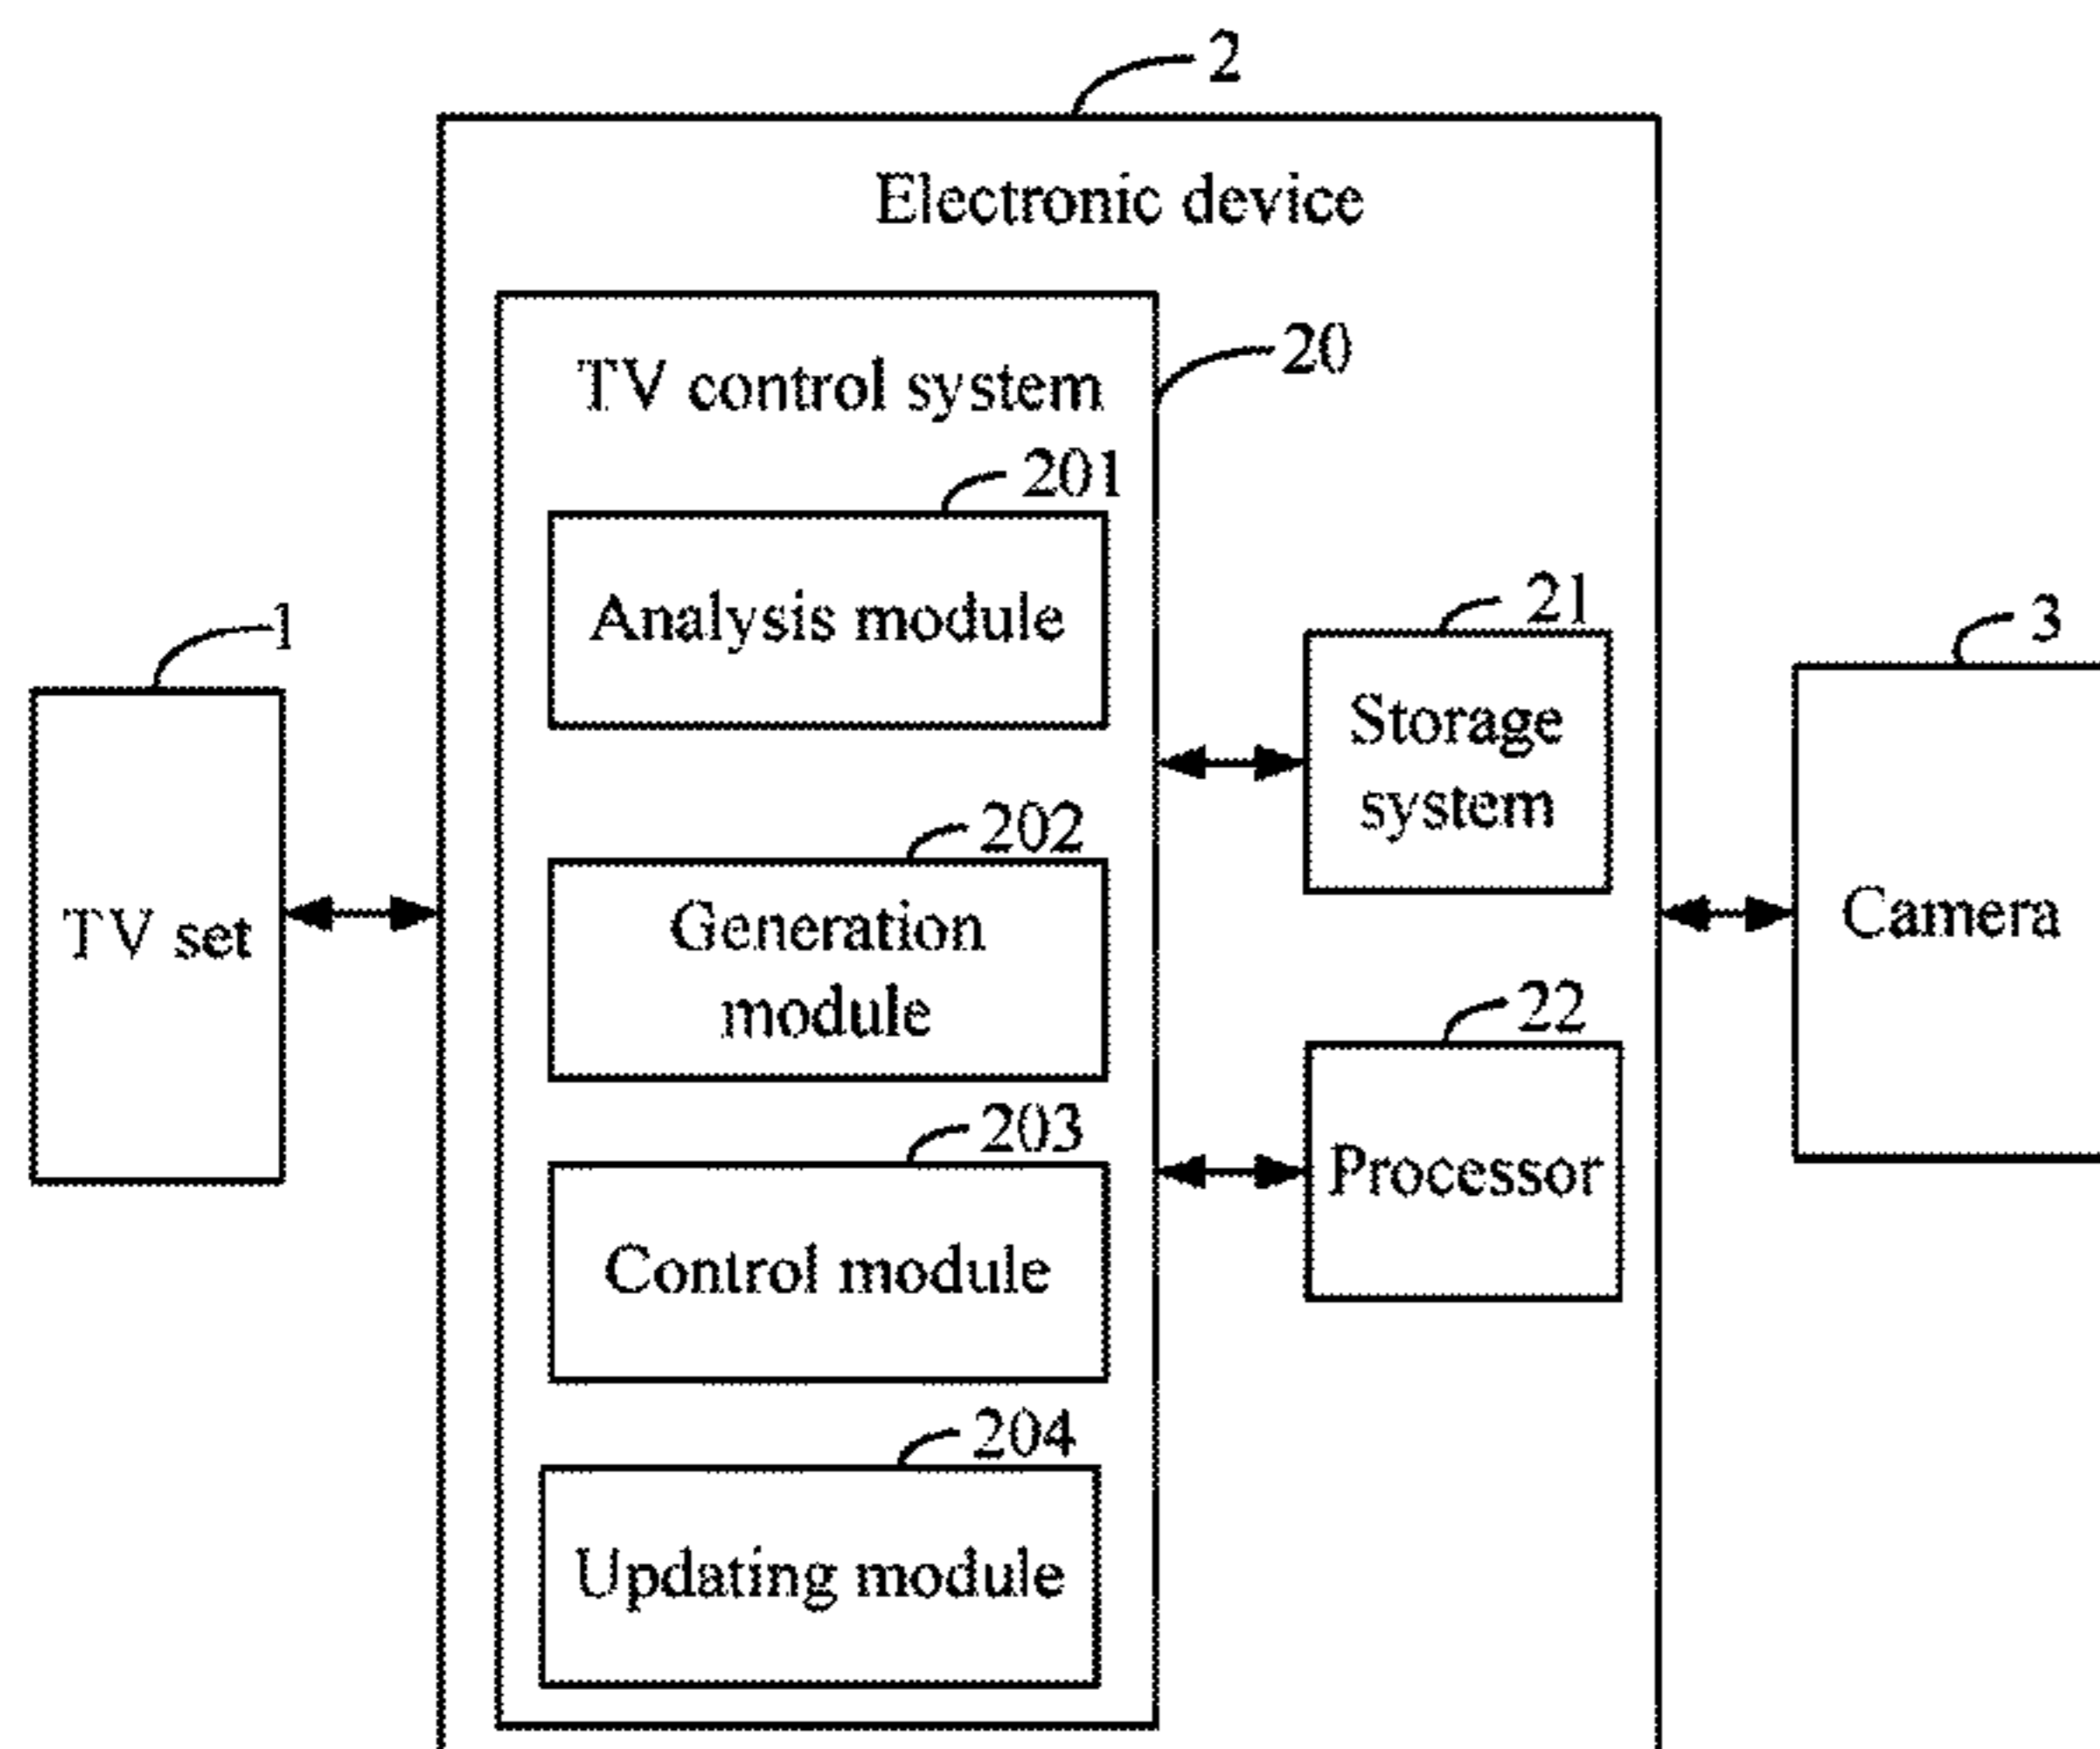 2
Electronic device
20
TV control system
201
Analysis module
21
Storage
system
1
TV set
3
Camera
202
Generation
module
22
Processor
203
Control module
204
Updating module